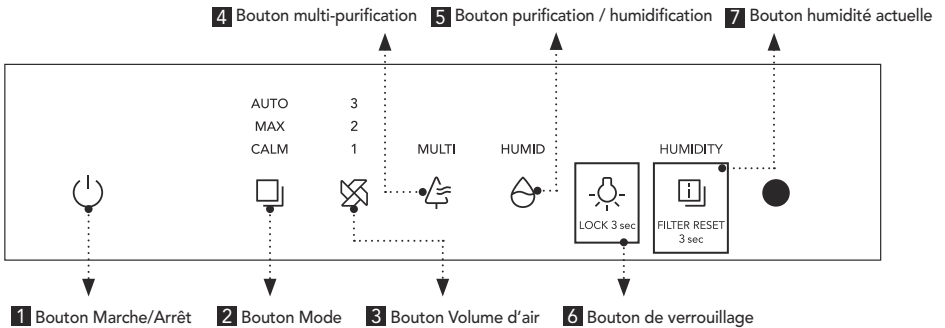 4 Bouton multi-purification 5 Bouton purification / humidification 7 Bouton humidité actuelle
AUTO 3
MAX 2
CALM 1 MULTI HUMID HUMIDITY
LOCK 3 sec FILTER RESET
3 sec
1 Bouton Marche/Arrêt 2 Bouton Mode 3 Bouton Volume d'air 6 Bouton de verrouillage